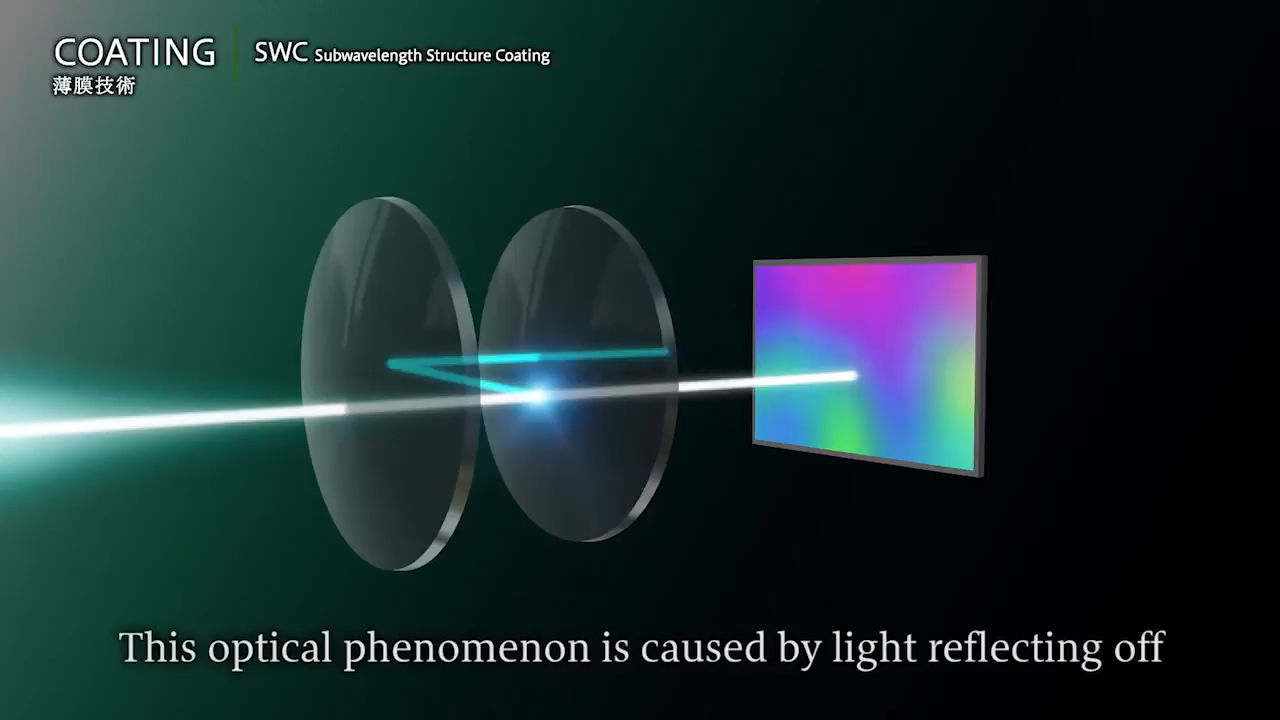 COATING
薄膜技術
SWC Subwavelength Structure Coating
This optical phenomenon is caused by light reflecting off